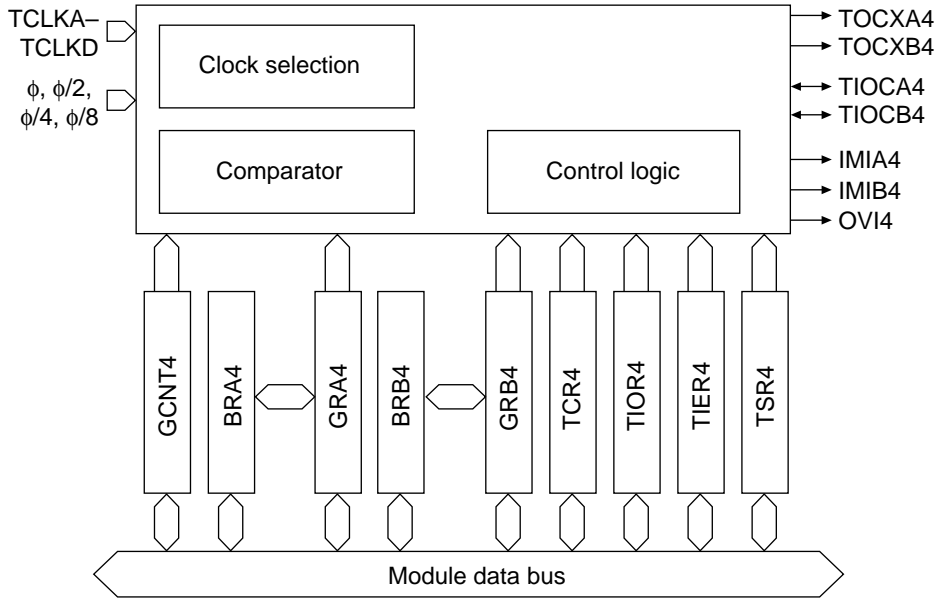 TCLKA–
TCLKD
ϕ, ϕ/2,
ϕ/4, ϕ/8
Clock selection
Comparator
Control logic
TOCXA4
TOCXB4
TIOCA4
TIOCB4
IMIA4
IMIB4
OVI4
GCNT4
BRA4
GRA4
BRB4
GRB4
TCR4
TIOR4
TIER4
TSR4
Module data bus